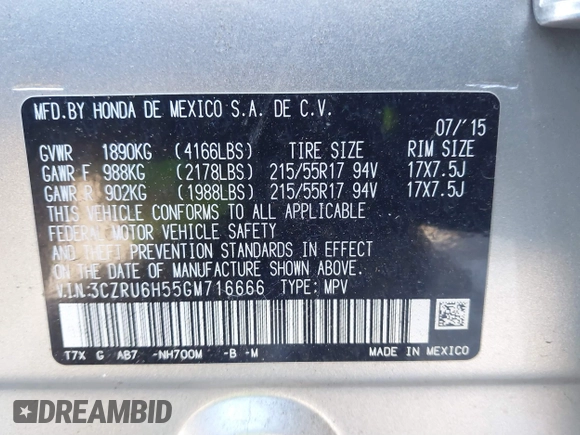 MFD.BY HONDA DE MEXICO S.A. DE C.V.
07/'15
GVWR 1890KG (4166LBS) TIRE SIZE RIM SIZE
GAWR F 988KG (2178LBS) 215/55R17 94V 17X7.5J
GAWR R 902KG (1988LBS) 215/55R17 94V 17X7.5J
THIS VEHICLE CONFORMS TO ALL APPLICABLE
FEDERAL MOTOR VEHICLE SAFETY
AND THEFT PREVENTION STANDARDS IN EFFECT
ON THE DATE OF MANUFACTURE SHOWN ABOVE.
V.I.N.:3CZRU6H55GM716666 TYPE: MPV
T7X G AB7 -NH700M -B -M MADE IN MEXICO
DREAMBID